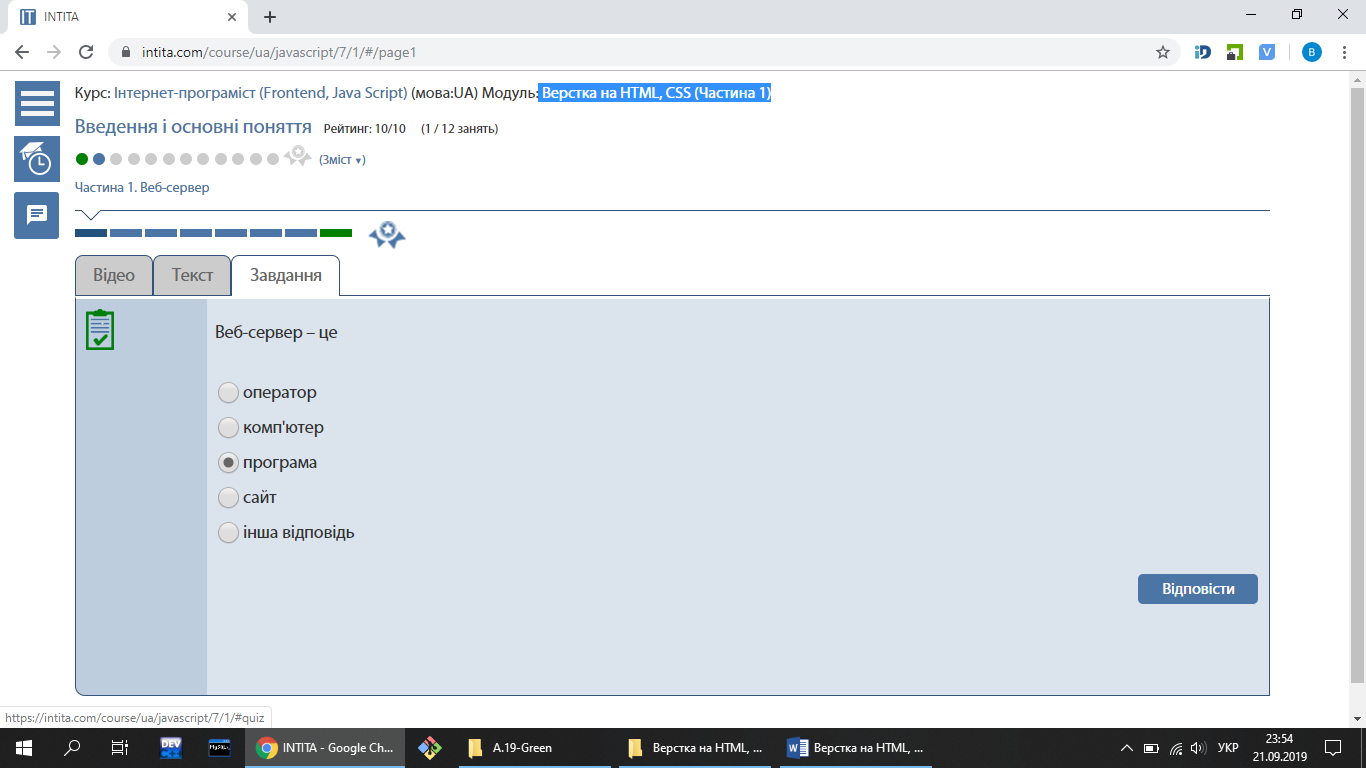 INTITA
intita.com/course/ua/javascript/7/1/#/page1
B
Курс: Інтернет-програміст (Frontend, Java Script) (мова:UA) Модуль: Верстка на HTML, CSS (Частина 1)
Введення і основні поняття Рейтинг: 10/10 (1 / 12 занять)
(Зміст ▼)
Частина 1. Веб-сервер
Відео Текст Завдання
Веб-сервер – це
оператор
комп'ютер
програма
сайт
інша відповідь
Відповісти
https://intita.com/course/ua/javascript/7/1/#quiz
DEV MySQL INTITA - Google Ch... A.19-Green Верстка на HTML, ... Верстка на HTML, ... УКР 23:54
21.09.2019